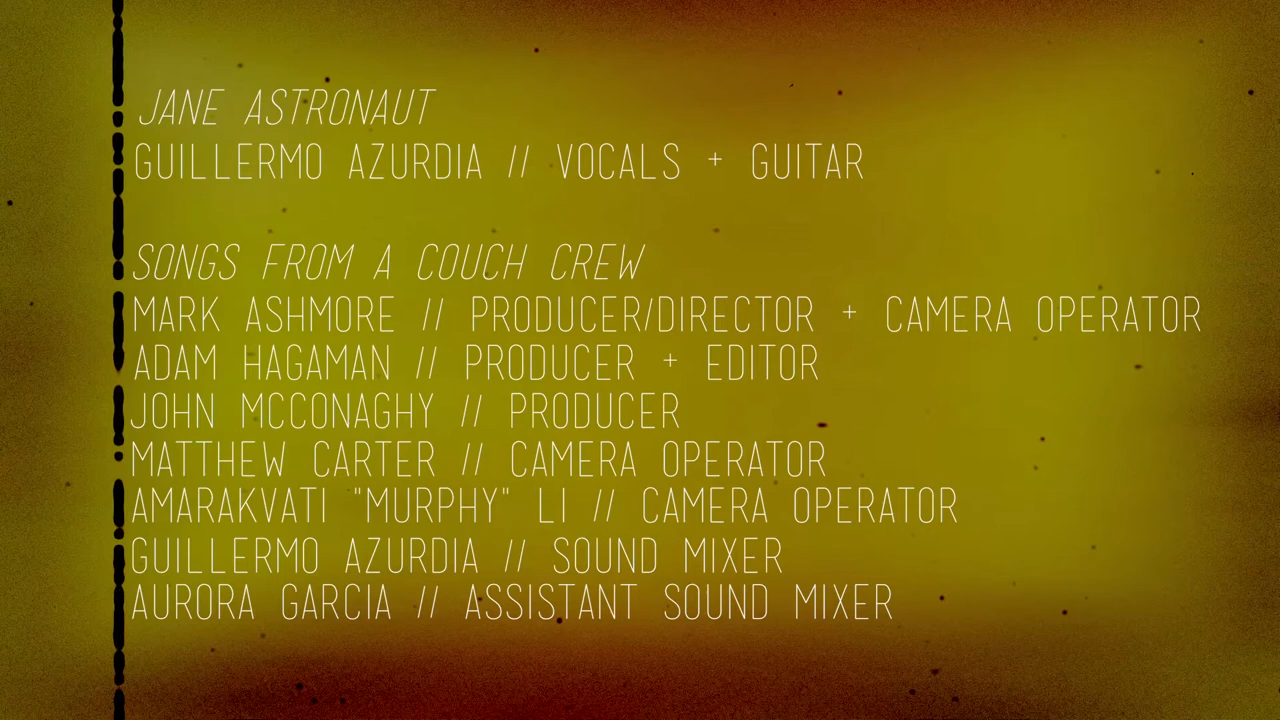 JANE ASTRONAUT
GUILLERMO AZURDIA // VOCALS + GUITAR
SONGS FROM A COUCH CREW
MARK ASHMORE // PRODUCER/DIRECTOR + CAMERA OPERATOR
ADAM HAGAMAN // PRODUCER + EDITOR
JOHN MCCONAGHY // PRODUCER
MATTHEW CARTER // CAMERA OPERATOR
AMARAKVATI "MURPHY" LI // CAMERA OPERATOR
GUILLERMO AZURDIA // SOUND MIXER
AURORA GARCIA // ASSISTANT SOUND MIXER